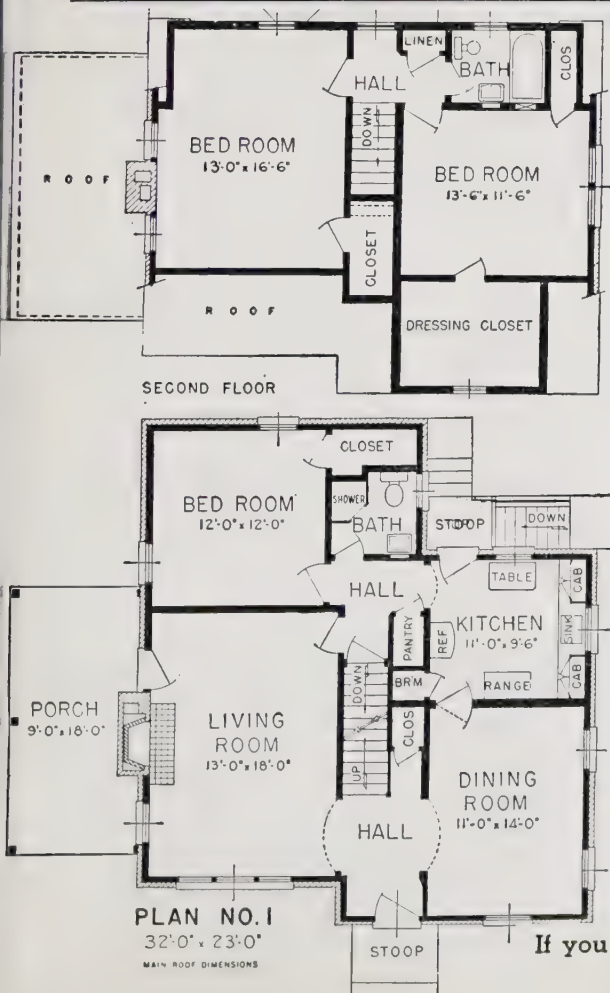 LINEN
HALL
BATH
CLOS
DOWN
BED ROOM
13'-0" x 16'-6"
BED ROOM
13'-6" x 11'-6"
ROOF
CLOSET
ROOF
DRESSING CLOSET
SECOND FLOOR
CLOSET
BED ROOM
12'-0" x 12'-0"
SHOWER
BATH
STOOP
DOWN
HALL
TABLE
CAB
PANTRY
REF
KITCHEN
11'-0" x 9'-6"
SINK
BR'M
RANGE
CAB
DOWN
PORCH
9'-0" x 18'-0"
LIVING
ROOM
13'-0" x 18'-0"
UP
CLOS
DINING
ROOM
11'-0" x 14'-0"
HALL
PLAN NO. 1
32'-0" x 23'-0"
MAIN ROOF DIMENSIONS
STOOP
If you